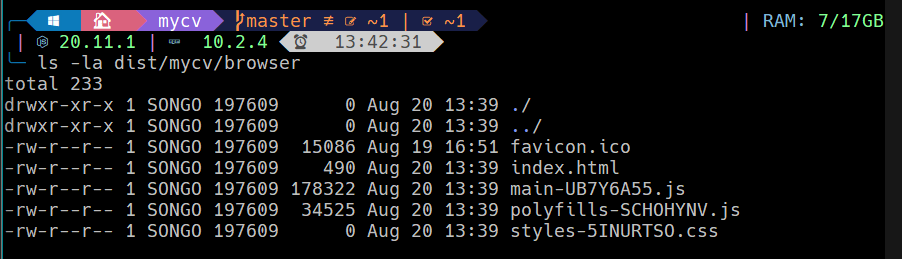 mycv master ≢ ~1 | ~1 | RAM: 7/17GB
| 20.11.1 | 10.2.4 13:42:31
ls -la dist/mycv/browser
total 233
drwxr-xr-x 1 SONGO 197609 0 Aug 20 13:39 ./
drwxr-xr-x 1 SONGO 197609 0 Aug 20 13:39 ../
-rw-r--r-- 1 SONGO 197609 15086 Aug 19 16:51 favicon.ico
-rw-r--r-- 1 SONGO 197609 490 Aug 20 13:39 index.html
-rw-r--r-- 1 SONGO 197609 178322 Aug 20 13:39 main-UB7Y6A55.js
-rw-r--r-- 1 SONGO 197609 34525 Aug 20 13:39 polyfills-SCHOHYNV.js
-rw-r--r-- 1 SONGO 197609 0 Aug 20 13:39 styles-5INURTSO.css